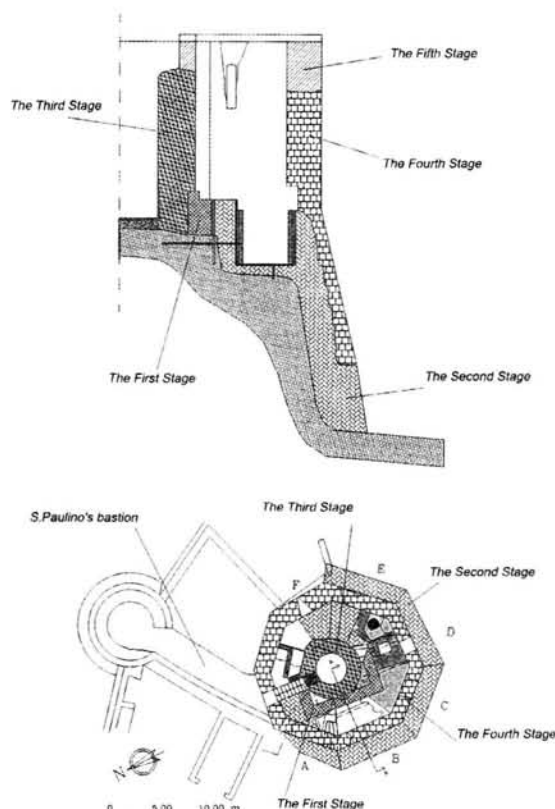 The Fifth Stage
The Third Stage
The Fourth Stage
The First Stage
The Second Stage
The Third Stage
S.Paulino's bastion
E
F
The Second Stage
D
C
The Fourth Stage
A
B
N
0 5.00 10.00 m
The First Stage